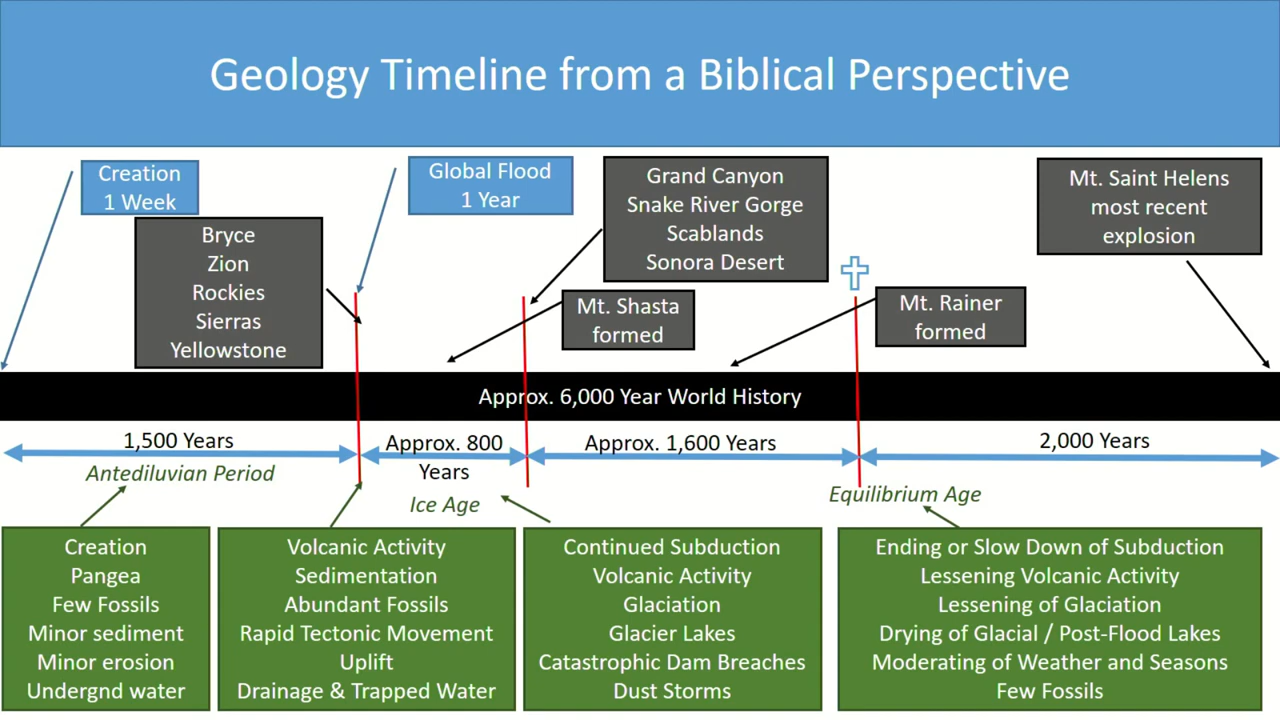 Geology Timeline from a Biblical Perspective
Creation
1 Week
Global Flood
1 Year
Grand Canyon
Snake River Gorge
Scablands
Sonora Desert
Mt. Saint Helens
most recent
explosion
Bryce
Zion
Rockies
Sierras
Yellowstone
Mt. Shasta
formed
Mt. Rainer
formed
Approx. 6,000 Year World History
1,500 Years
Approx. 800
Years
Approx. 1,600 Years
2,000 Years
Antediluvian Period
Ice Age
Equilibrium Age
Creation
Pangea
Few Fossils
Minor sediment
Minor erosion
Undergnd water
Volcanic Activity
Sedimentation
Abundant Fossils
Rapid Tectonic Movement
Uplift
Drainage & Trapped Water
Continued Subduction
Volcanic Activity
Glaciation
Glacier Lakes
Catastrophic Dam Breaches
Dust Storms
Ending or Slow Down of Subduction
Lessening Volcanic Activity
Lessening of Glaciation
Drying of Glacial / Post-Flood Lakes
Moderating of Weather and Seasons
Few Fossils